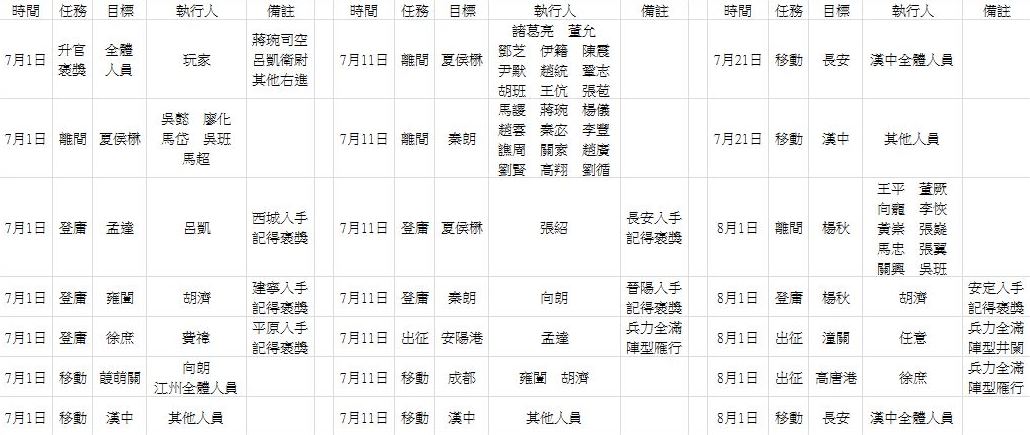 時間 任務 目標 執行人 備註 時間 任務 目標 執行人 備註 時間 任務 目標 執行人 備註
7月1日 升官 褒獎 全體 人員 玩家 蔣琬司空 呂凱衛尉 其他右進
7月11日 離間 夏侯楙 諸葛亮 董允
鄧芝 伊籍 陳震
尹默 趙統 鞏志
胡班 王伉 張苞
7月21日 移動 長安 漢中全體人員
7月1日 離間 夏侯楙 吳懿 廖化
馬岱 吳班
馬超
7月11日 離間 秦朗 馬謖 蔣琬 楊儀
趙雲 秦宓 李豐
譙周 關索 趙廣
劉賢 高翔 劉循
7月21日 移動 漢中 其他人員
7月1日 登庸 孟達 呂凱 西城入手
記得褒獎
7月11日 登庸 夏侯楙 張紹 長安入手
記得褒獎
8月1日 離間 楊秋 王平 董厥
向寵 李恢
黃崇 張嶷
馬忠 張翼
關興 吳班
7月1日 登庸 雍闓 胡濟 建寧入手
記得褒獎
7月11日 登庸 秦朗 向朗 晉陽入手
記得褒獎
8月1日 登庸 楊秋 胡濟 安定入手
記得褒獎
7月1日 登庸 徐庶 費禕 平原入手
記得褒獎
7月11日 出征 安陽港 孟達 兵力全滿
陣型雁行
8月1日 出征 潼關 任意 兵力全滿
陣型井闌
7月1日 移動 葭萌關 向朗
江州全體人員
7月11日 移動 成都 雍闓 胡濟
8月1日 出征 高唐港 徐庶 兵力全滿
陣型雁行
7月1日 移動 漢中 其他人員
7月11日 移動 漢中 其他人員
8月1日 移動 長安 漢中全體人員